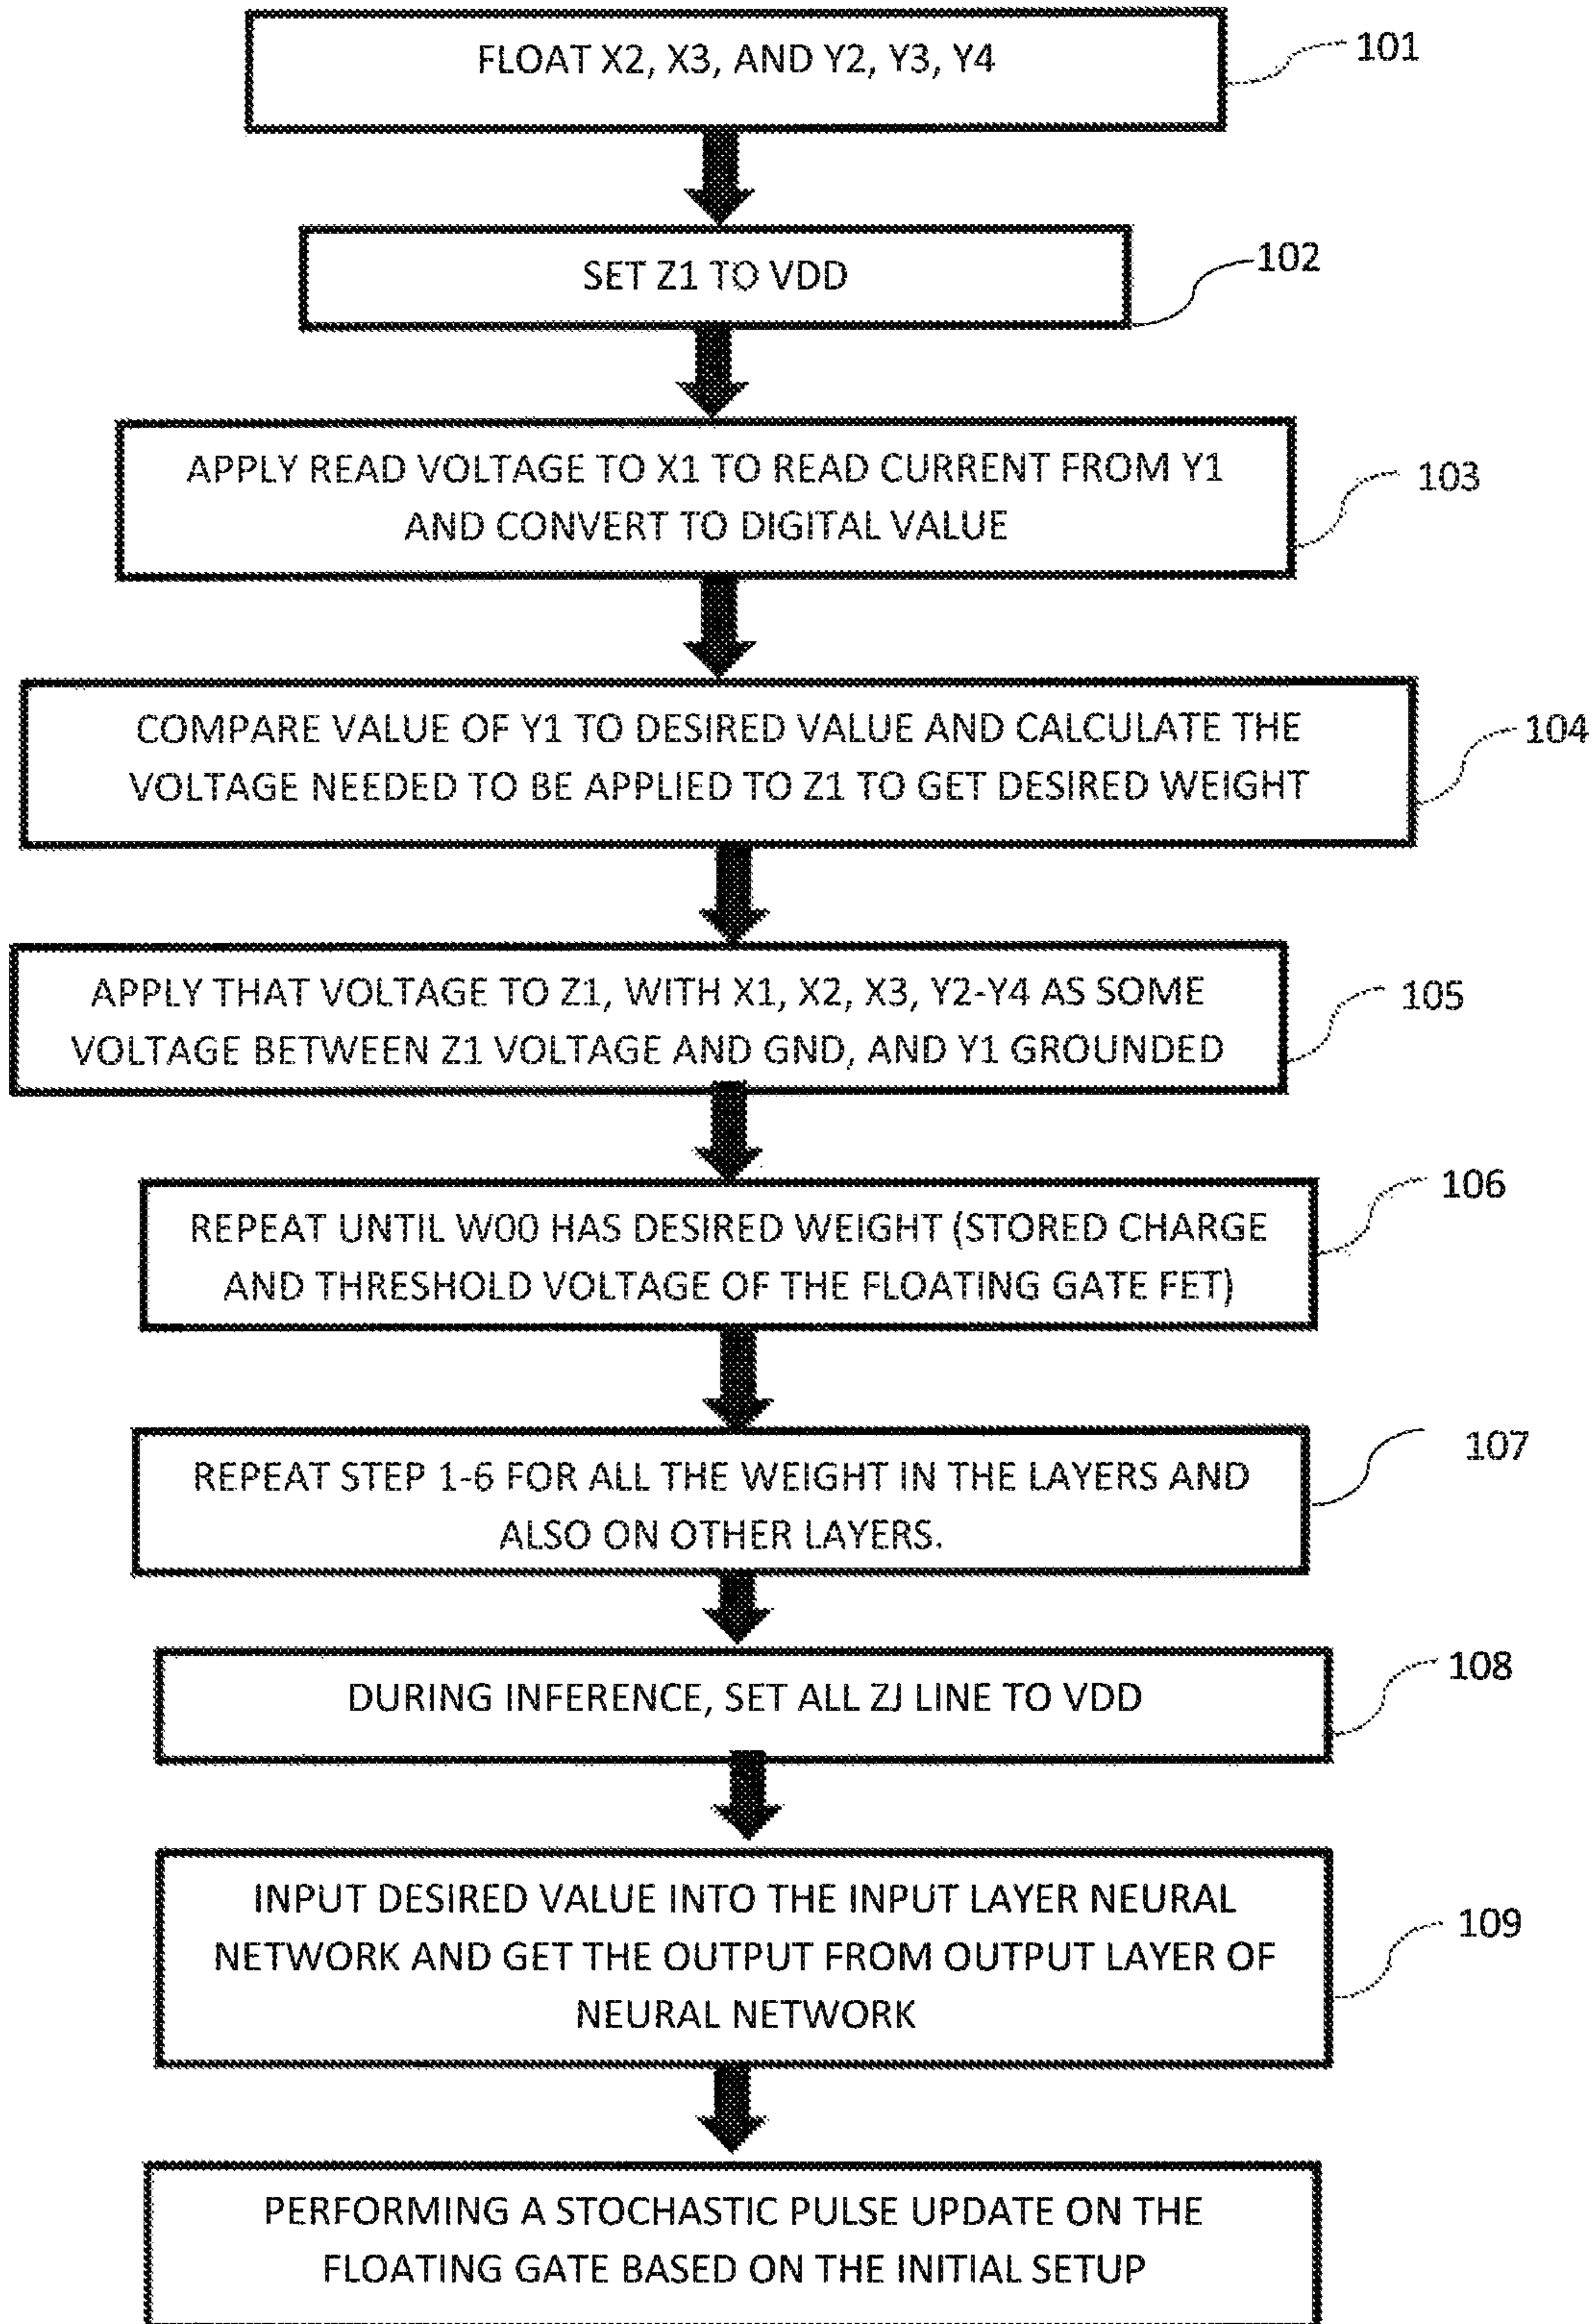 FLOAT X2, X3, AND Y2, Y3, Y4
101
SET Z1 TO VDD
102
APPLY READ VOLTAGE TO X1 TO READ CURRENT FROM Y1
AND CONVERT TO DIGITAL VALUE
103
COMPARE VALUE OF Y1 TO DESIRED VALUE AND CALCULATE THE
VOLTAGE NEEDED TO BE APPLIED TO Z1 TO GET DESIRED WEIGHT
104
APPLY THAT VOLTAGE TO Z1, WITH X1, X2, X3, Y2-Y4 AS SOME
VOLTAGE BETWEEN Z1 VOLTAGE AND GND, AND Y1 GROUNDED
105
REPEAT UNTIL W00 HAS DESIRED WEIGHT (STORED CHARGE
AND THRESHOLD VOLTAGE OF THE FLOATING GATE FET)
106
REPEAT STEP 1-6 FOR ALL THE WEIGHT IN THE LAYERS AND
ALSO ON OTHER LAYERS.
107
DURING INFERENCE, SET ALL ZJ LINE TO VDD
108
INPUT DESIRED VALUE INTO THE INPUT LAYER NEURAL
NETWORK AND GET THE OUTPUT FROM OUTPUT LAYER OF
NEURAL NETWORK
109
PERFORMING A STOCHASTIC PULSE UPDATE ON THE
FLOATING GATE BASED ON THE INITIAL SETUP